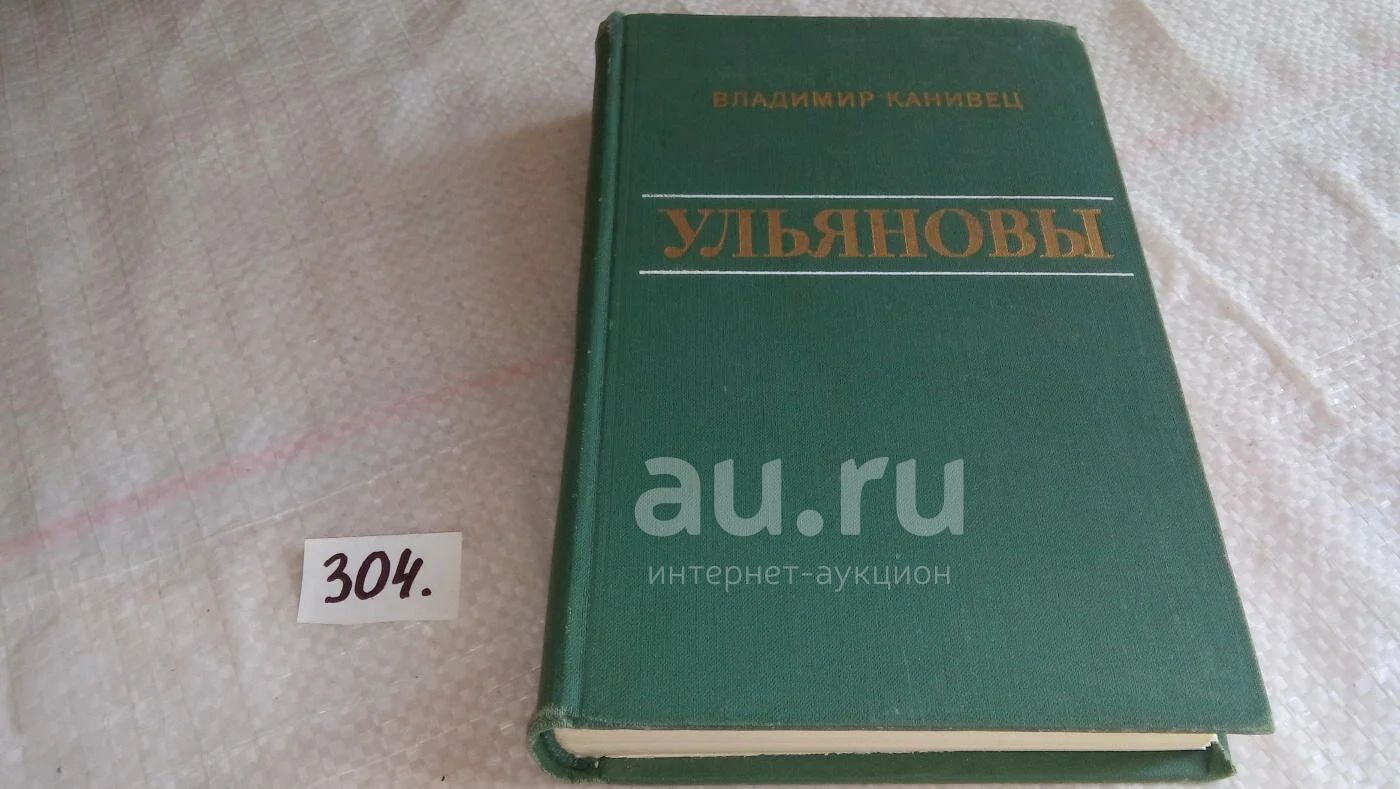 ВЛАДИМИР КАНИВЕЦ
УЛЬЯНОВЫ
au.ru
интернет-аукцион
304.